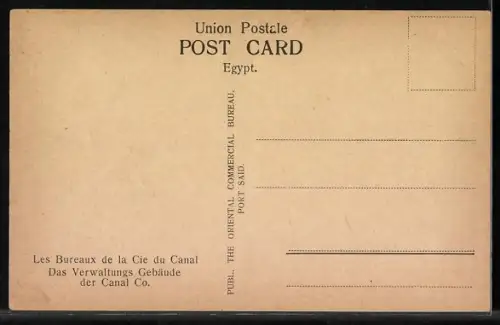 Union Postale
POST CARD
Egypt.
PUBL. THE ORIENTAL COMMERCIAL BUREAU.
PORT SAID.
Les Bureaux de la Cie du Canal
Das Verwaltungs Gebäude
der Canal Co.